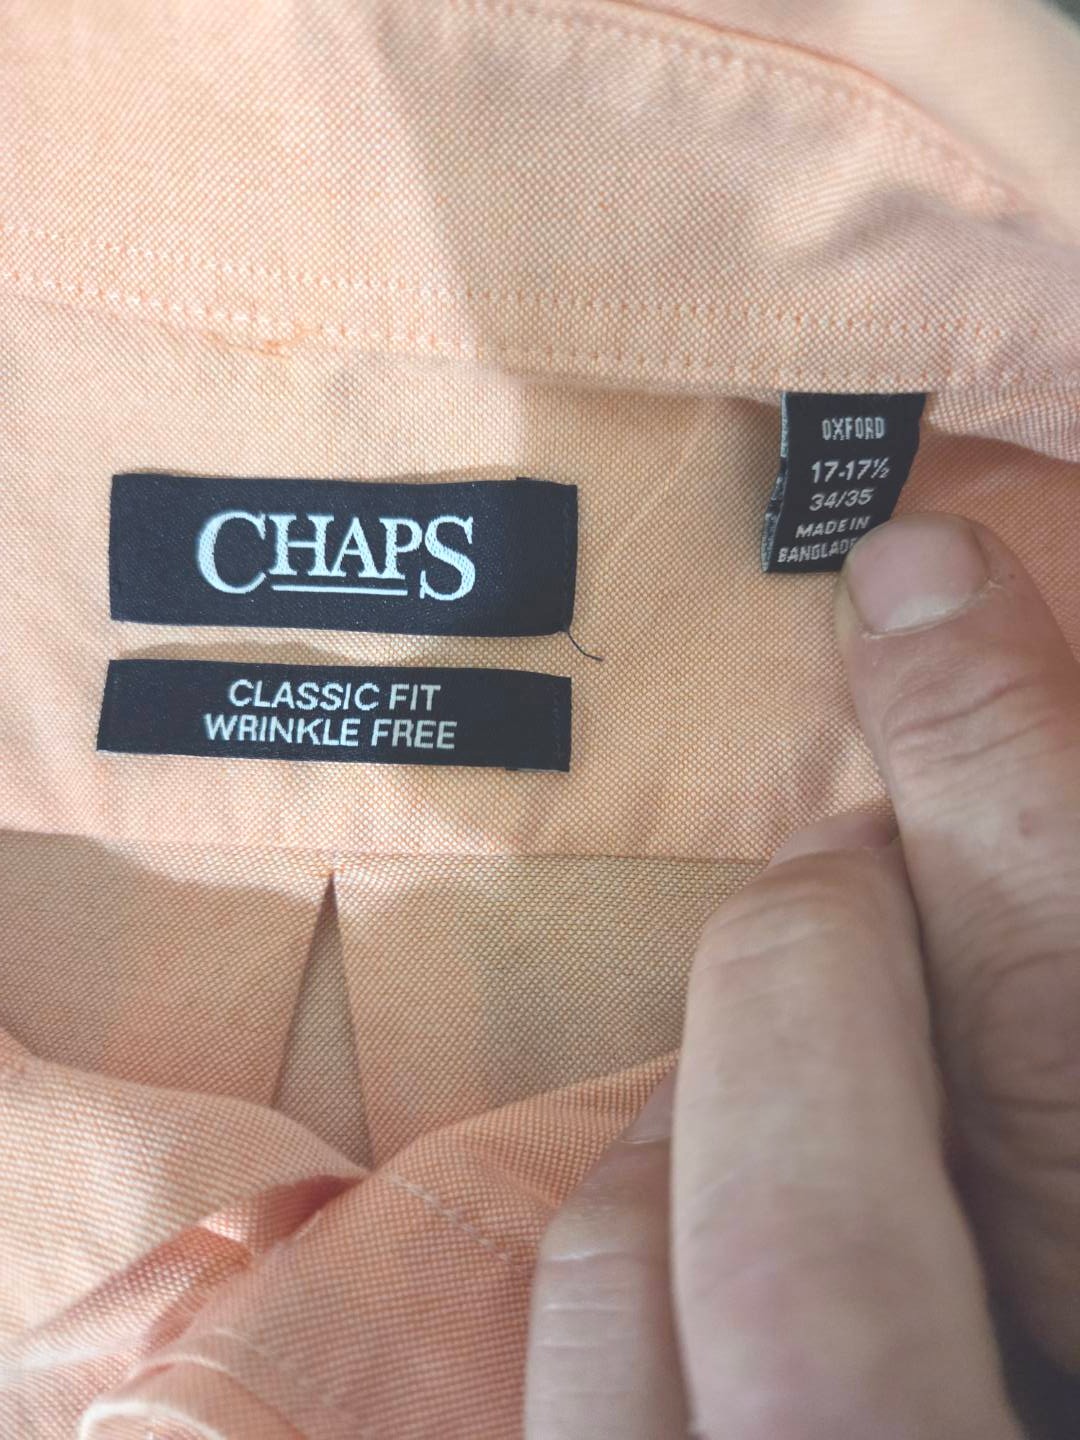 CHAPS
CLASSIC FIT
WRINKLE FREE
OXFORD
17-17½
34/35
MADE IN